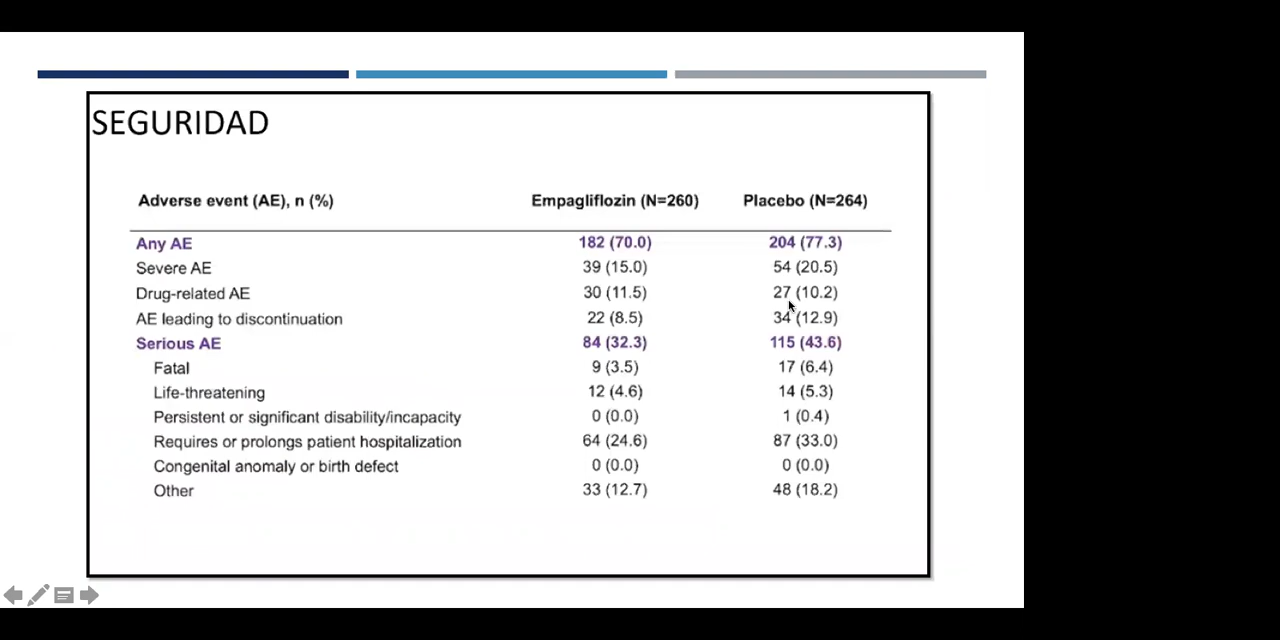 SEGURIDAD
Adverse event (AE), n (%) Empagliflozin (N=260) Placebo (N=264)
Any AE 182 (70.0) 204 (77.3)
Severe AE 39 (15.0) 54 (20.5)
Drug-related AE 30 (11.5) 27 (10.2)
AE leading to discontinuation 22 (8.5) 34 (12.9)
Serious AE 84 (32.3) 115 (43.6)
Fatal 9 (3.5) 17 (6.4)
Life-threatening 12 (4.6) 14 (5.3)
Persistent or significant disability/incapacity 0 (0.0) 1 (0.4)
Requires or prolongs patient hospitalization 64 (24.6) 87 (33.0)
Congenital anomaly or birth defect 0 (0.0) 0 (0.0)
Other 33 (12.7) 48 (18.2)